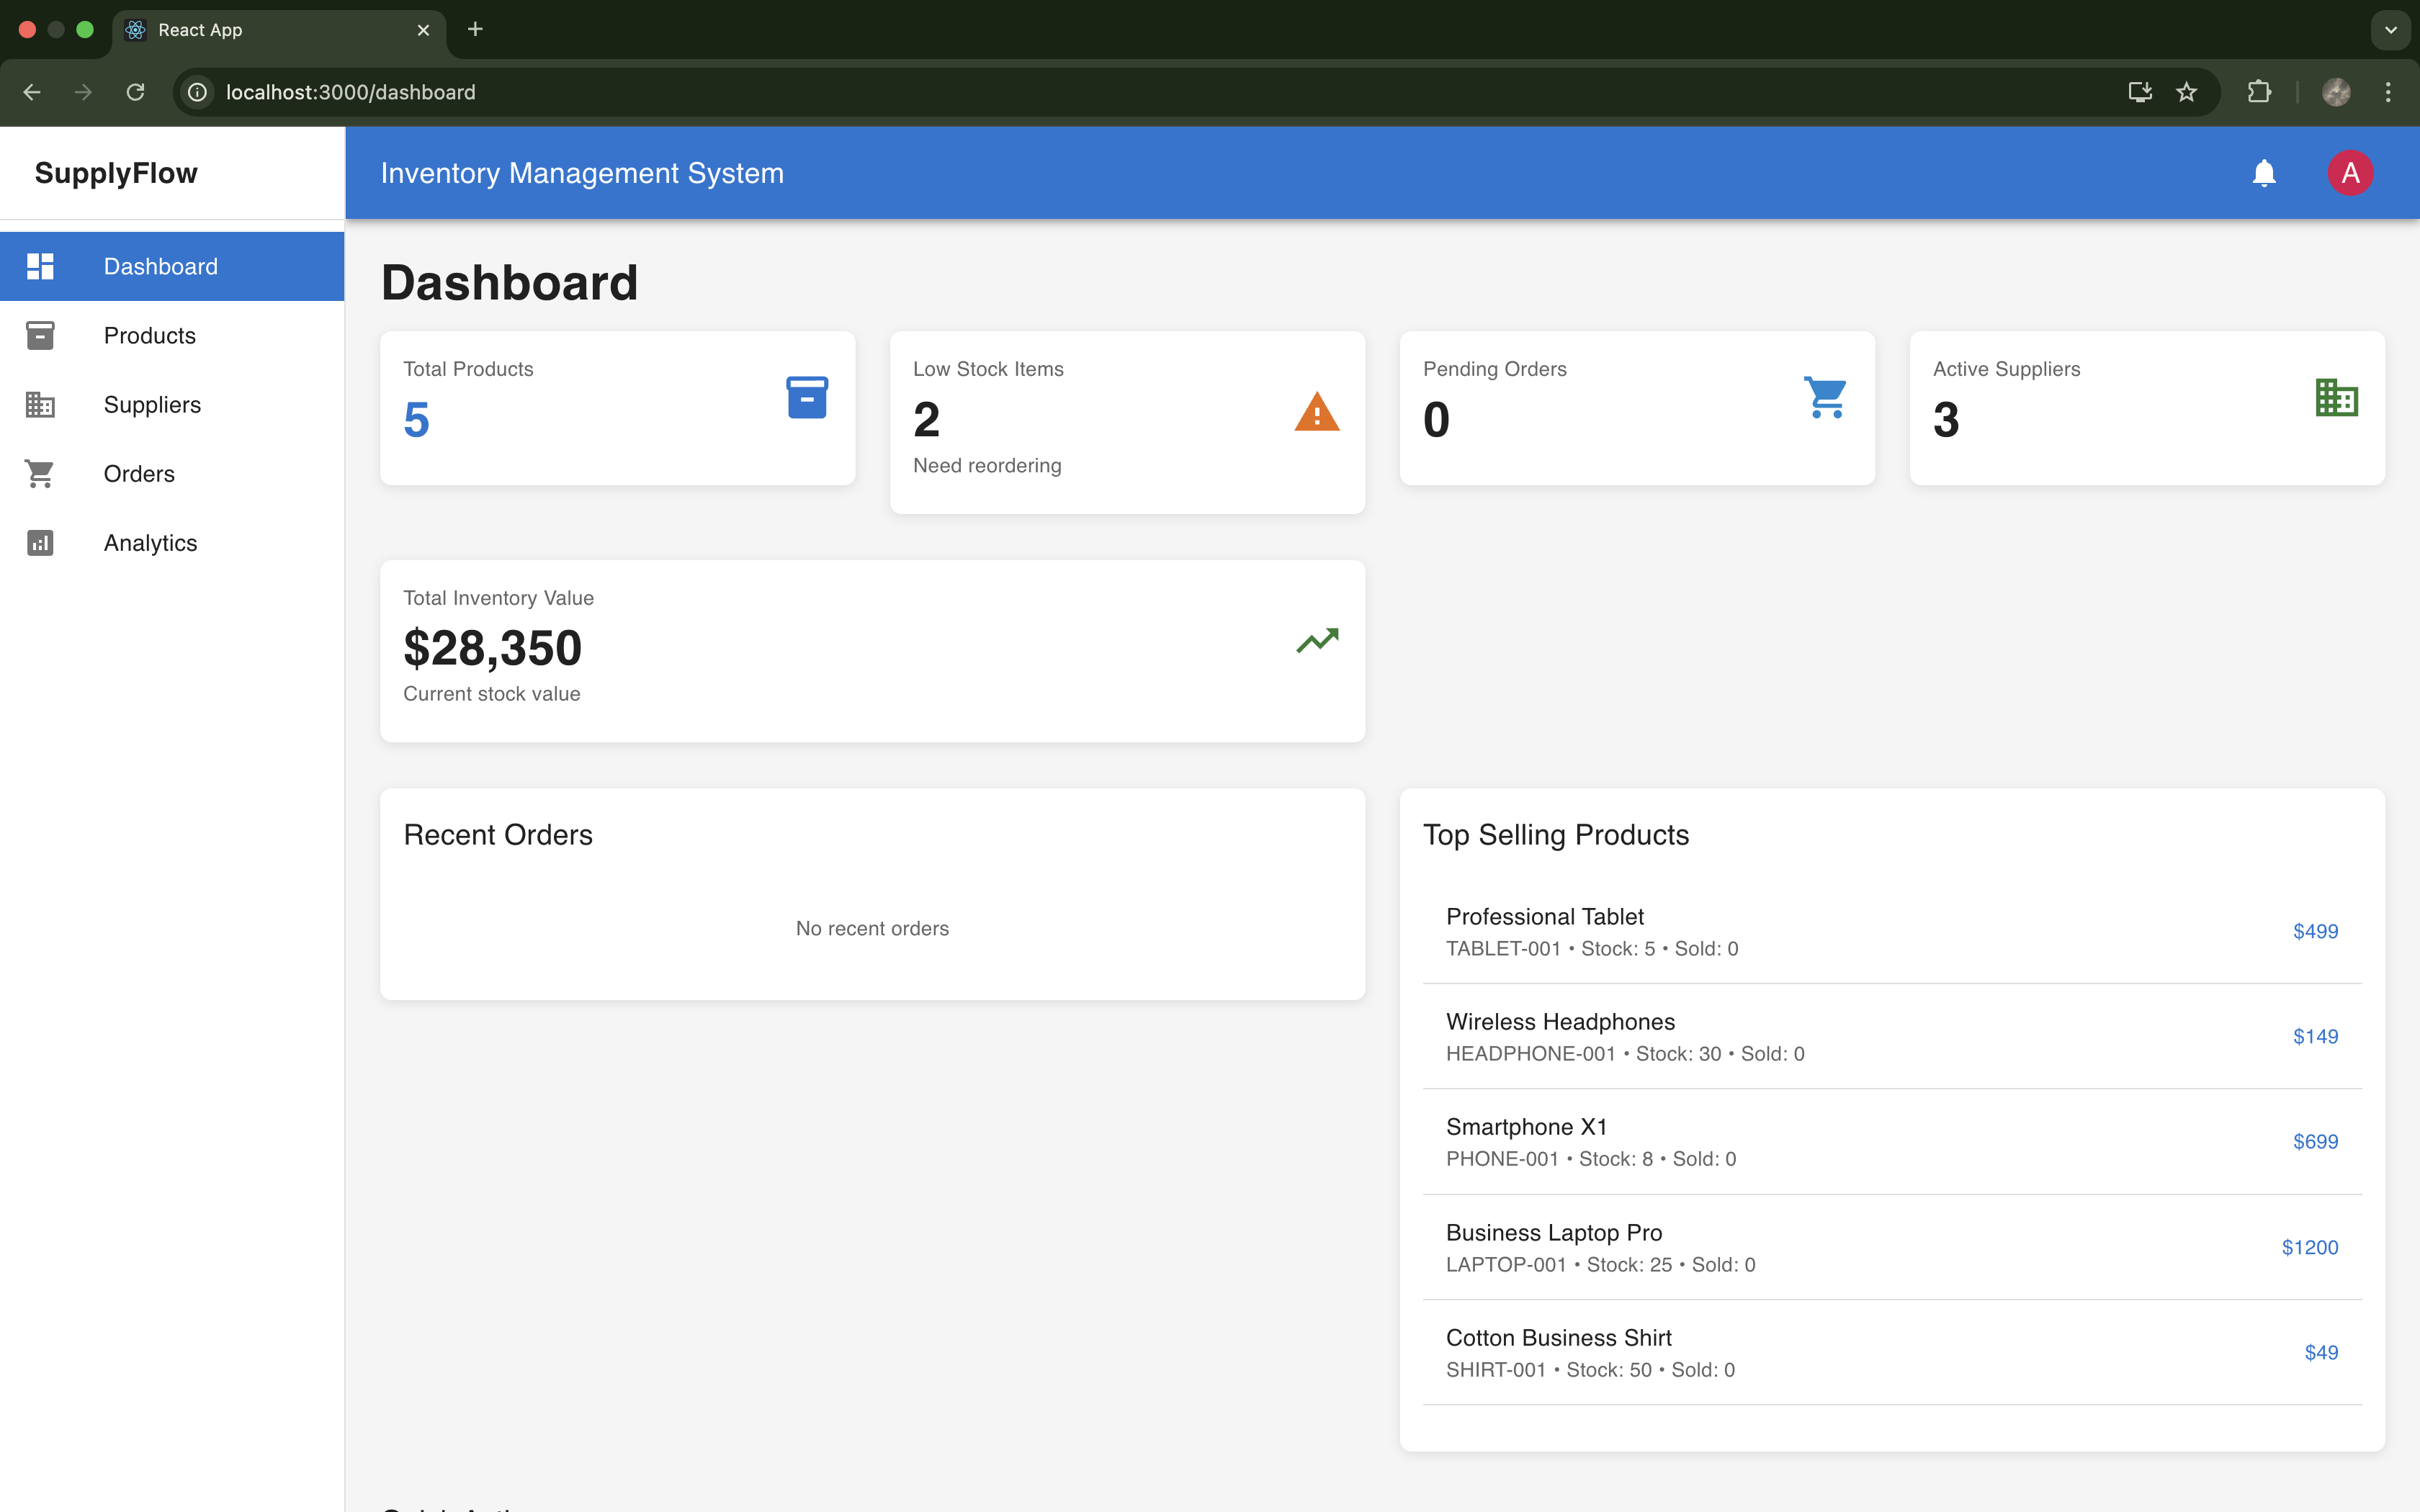 React App
localhost:3000/dashboard
SupplyFlow
Inventory Management System
A
Dashboard
Products
Suppliers
Orders
Analytics
Dashboard
Total Products
5
Low Stock Items
2
Need reordering
Pending Orders
0
Active Suppliers
3
Total Inventory Value
$28,350
Current stock value
Recent Orders
No recent orders
Top Selling Products
Professional Tablet
TABLET-001 • Stock: 5 • Sold: 0
$499
Wireless Headphones
HEADPHONE-001 • Stock: 30 • Sold: 0
$149
Smartphone X1
PHONE-001 • Stock: 8 • Sold: 0
$699
Business Laptop Pro
LAPTOP-001 • Stock: 25 • Sold: 0
$1200
Cotton Business Shirt
SHIRT-001 • Stock: 50 • Sold: 0
$49